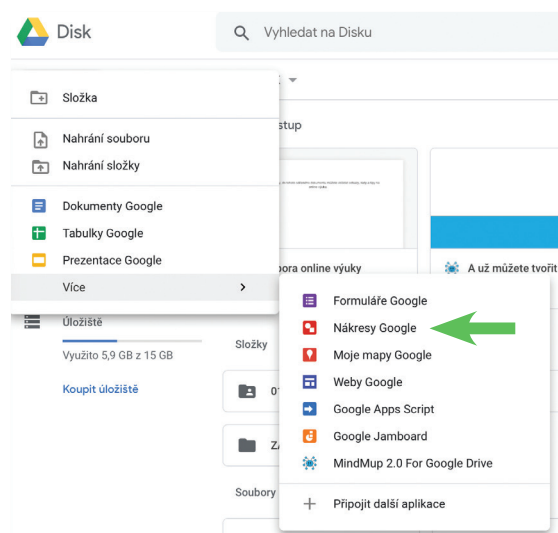 Disk
Vyhledat na Disku
Složka
stup
Nahrání souboru
Nahrání složky
Dokumenty Google
Tabulky Google
Prezentace Google
pora online výuky
A už můžete tvořit
Více
Formuláře Google
Nákresy Google
Moje mapy Google
Weby Google
Google Apps Script
Google Jamboard
MindMup 2.0 For Google Drive
Připojit další aplikace
Úložiště
Využito 5,9 GB z 15 GB
Koupit úložiště
Složky
01
ZA
Soubory